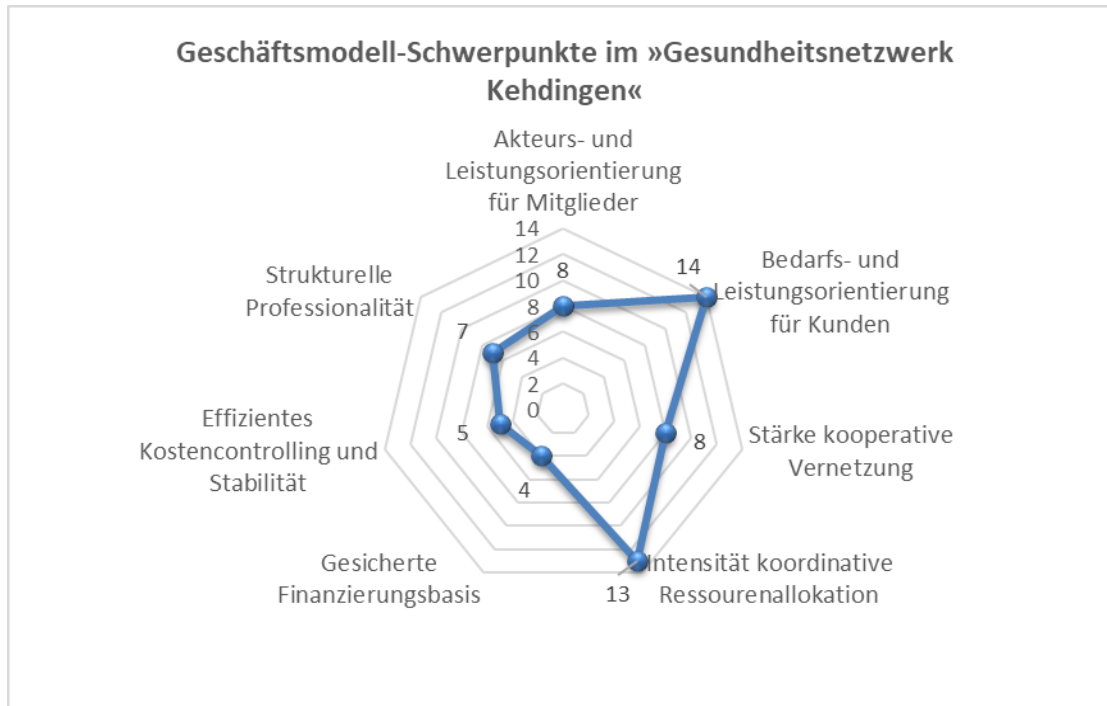 Geschäftsmodell-Schwerpunkte im »Gesundheitsnetzwerk
Kehdingen«
Akteurs- und
Leistungsorientierung
für Mitglieder
14
12
10
8
6
4
2
0
8
14
Bedarfs- und
Leistungsorientierung
für Kunden
8
Stärke kooperative
Vernetzung
13
Intensität koordinative
Ressourenallokation
4
Gesicherte
Finanzierungsbasis
5
Effizientes
Kostencontrolling und
Stabilität
7
Strukturelle
Professionalität